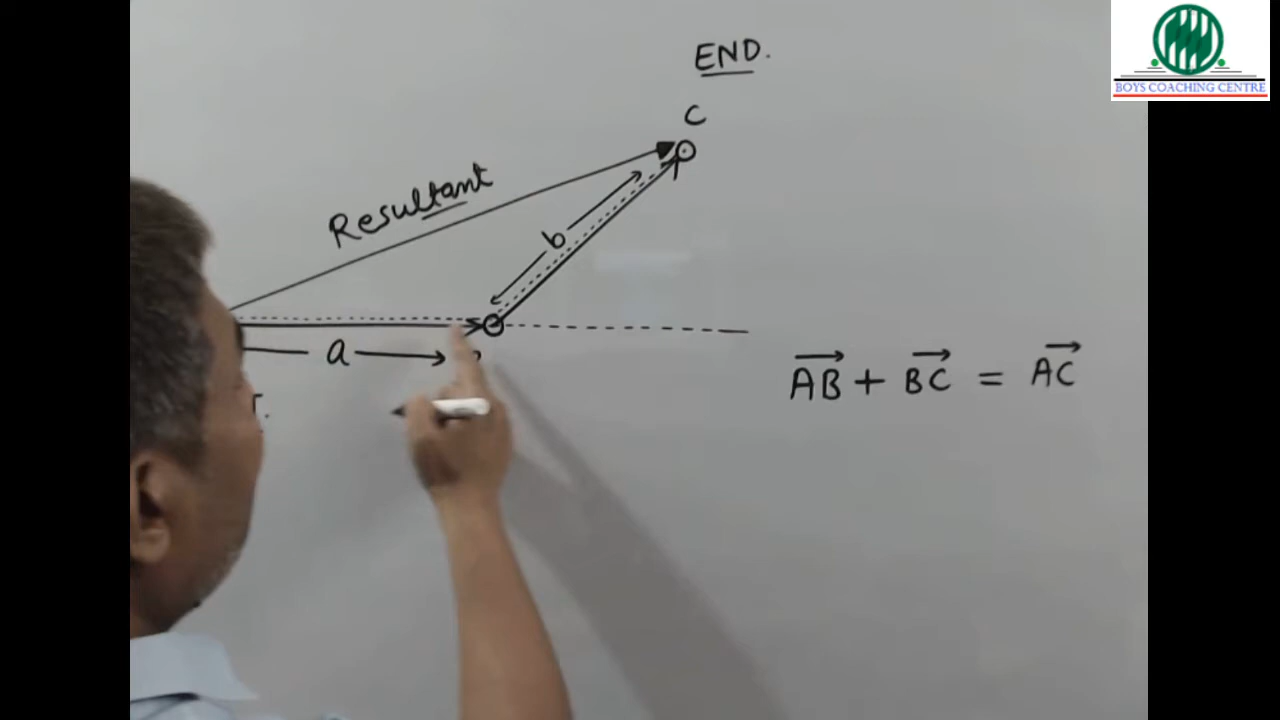 END.
C
Resultant
b
a
AB + BC = AC
BOYS COACHING CENTRE